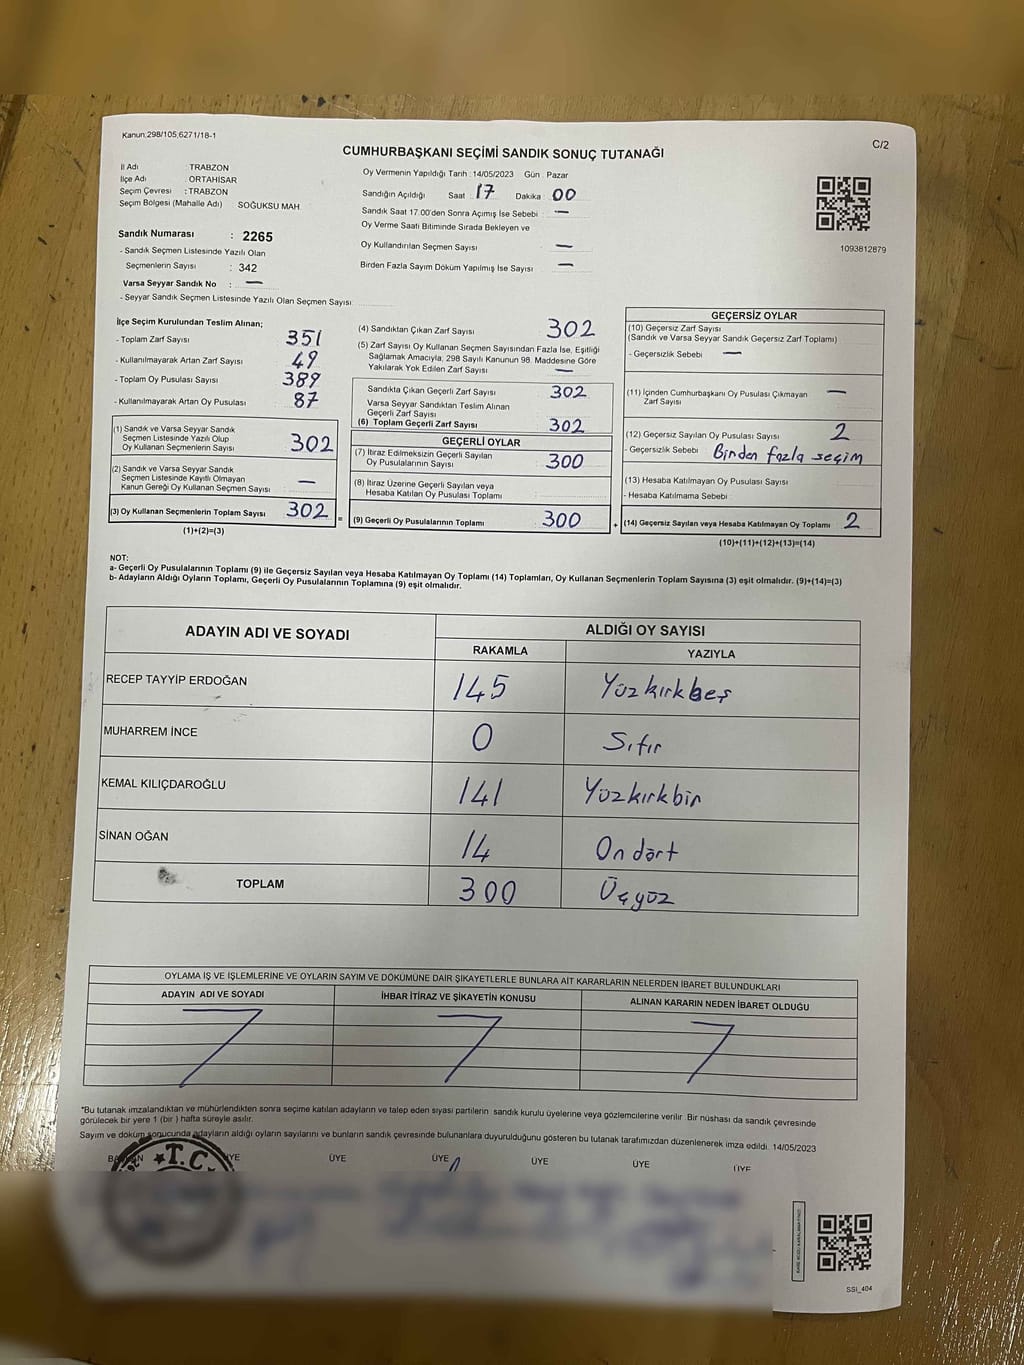 Kanun;298/105,6271/18-1
C/2
CUMHURBAŞKANI SEÇİMİ SANDIK SONUÇ TUTANAĞI
İl Adı : TRABZON
İlçe Adı : ORTAHİSAR
Seçim Çevresi : TRABZON
Seçim Bölgesi (Mahalle Adı) SOĞUKSU MAH.
Sandık Numarası : 2265
- Sandık Seçmen Listesinde Yazılı Olan
Seçmenlerin Sayısı : 342
Varsa Seyyar Sandık No : —
- Seyyar Sandık Seçmen Listesinde Yazılı Olan Seçmen Sayısı:
Oy Vermenin Yapıldığı Tarih : 14/05/2023 Gün : Pazar
Sandığın Açıldığı Saat : 17 Dakika : 00
Sandık Saat 17.00'den Sonra Açımış İse Sebebi : —
Oy Verme Saati Bitiminde Sırada Bekleyen ve
Oy Kullandırılan Seçmen Sayısı : —
Birden Fazla Sayım Döküm Yapılmış İse Sayısı : —
1093812879
İlçe Seçim Kurulundan Teslim Alınan;
- Toplam Zarf Sayısı : 351
- Kullanılmayarak Artan Zarf Sayısı : 49
- Toplam Oy Pusulası Sayısı : 389
- Kullanılmayarak Artan Oy Pusulası : 87
(1) Sandık ve Varsa Seyyar Sandık
Seçmen Listesinde Yazılı Olup
Oy Kullanan Seçmenlerin Sayısı : 302
(2) Sandık ve Varsa Seyyar Sandık
Seçmen Listesinde Kayıtlı Olmayan
Kanun Gereği Oy Kullanan Seçmen Sayısı : —
(3) Oy Kullanan Seçmenlerin Toplam Sayısı : 302
(1)+(2)=(3)
(4) Sandıktan Çıkan Zarf Sayısı : 302
(5) Zarf Sayısı Oy Kullanan Seçmen Sayısından Fazla İse, Eşitliği
Sağlamak Amacıyla; 298 Sayılı Kanunun 98. Maddesine Göre
Yakılarak Yok Edilen Zarf Sayısı : —
Sandıkta Çıkan Geçerli Zarf Sayısı : 302
Varsa Seyyar Sandıktan Teslim Alınan
Geçerli Zarf Sayısı :
(6) Toplam Geçerli Zarf Sayısı : 302
GEÇERLİ OYLAR
(7) İtiraz Edilmeksizin Geçerli Sayılan
Oy Pusulalarının Sayısı : 300
(8) İtiraz Üzerine Geçerli Sayılan veya
Hesaba Katılan Oy Pusulası Toplamı :
= (9) Geçerli Oy Pusulalarının Toplamı : 300 +
GEÇERSİZ OYLAR
(10) Geçersiz Zarf Sayısı
(Sandık ve Varsa Seyyar Sandık Geçersiz Zarf Toplamı)
- Geçersizlik Sebebi : —
(11) İçinden Cumhurbaşkanı Oy Pusulası Çıkmayan : —
Zarf Sayısı
(12) Geçersiz Sayılan Oy Pusulası Sayısı : 2
- Geçersizlik Sebebi : Binden fazla seçim
(13) Hesaba Katılmayan Oy Pusulası Sayısı :
- Hesaba Katılmama Sebebi :
(14) Geçersiz Sayılan veya Hesaba Katılmayan Oy Toplamı : 2
(10)+(11)+(12)+(13)=(14)
NOT:
a- Geçerli Oy Pusulalarının Toplamı (9) ile Geçersiz Sayılan veya Hesaba Katılmayan Oy Toplamı (14) Toplamları, Oy Kullanan Seçmenlerin Toplam Sayısına (3) eşit olmalıdır. (9)+(14)=(3)
b- Adayların Aldığı Oyların Toplamı, Geçerli Oy Pusulalarının Toplamına (9) eşit olmalıdır.
ADAYIN ADI VE SOYADI
ALDIĞI OY SAYISI
RAKAMLA YAZIYLA
RECEP TAYYİP ERDOĞAN 145 Yüzkırkbeş
MUHARREM İNCE 0 Sıfır
KEMAL KILIÇDAROĞLU 141 Yüzkırkbir
SİNAN OĞAN 14 On dört
TOPLAM 300 Üçyüz
OYLAMA İŞ VE İŞLEMLERİNE VE OYLARIN SAYIM VE DÖKÜMÜNE DAİR ŞİKAYETLERLE BUNLARA AİT KARARLARIN NELERDEN İBARET BULUNDUKLARI
ADAYIN ADI VE SOYADI İHBAR İTİRAZ VE ŞİKAYETİN KONUSU ALINAN KARARIN NEDEN İBARET OLDUĞU
*Bu tutanak imzalandıktan ve mühürlendikten sonra seçime katılan adayların ve talep eden siyasi partilerin sandık kurulu üyelerine veya gözlemcilerine verilir. Bir nüshası da sandık çevresinde
görülecek bir yere 1 (bir) hafta süreyle asılır.
Sayım ve döküm sonucunda adayların aldığı oyların sayılarını ve bunların sandık çevresinde bulunanlara duyurulduğunu gösteren bu tutanak tarafımızdan düzenlenerek imza edildi. 14/05/2023
T.C.
ÜYE ÜYE ÜYE ÜYE ÜYE
SSİ_404